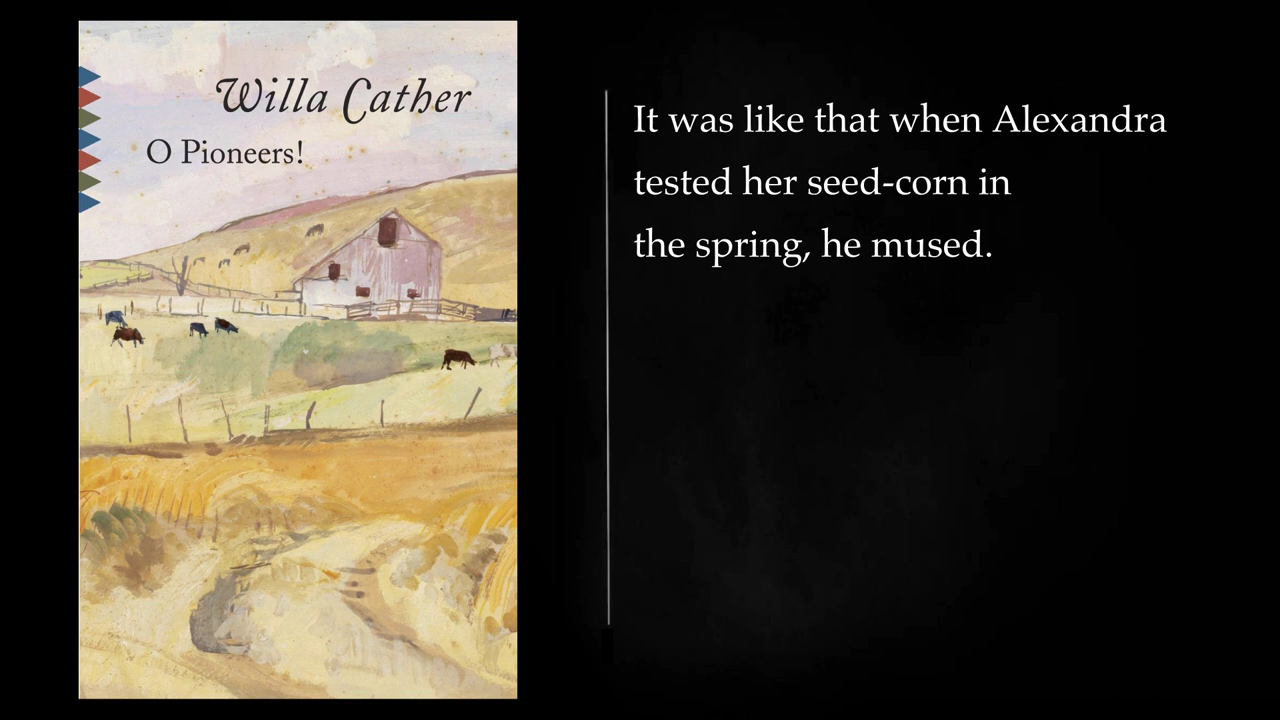 Willa Cather
O Pioneers!
It was like that when Alexandra
tested her seed-corn in
the spring, he mused.